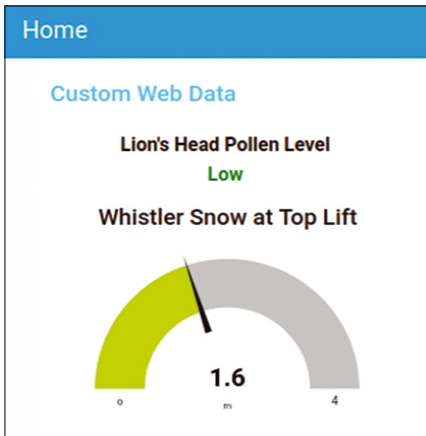 Home
Custom Web Data
Lion's Head Pollen Level
Low
Whistler Snow at Top Lift
1.6
0 m 4